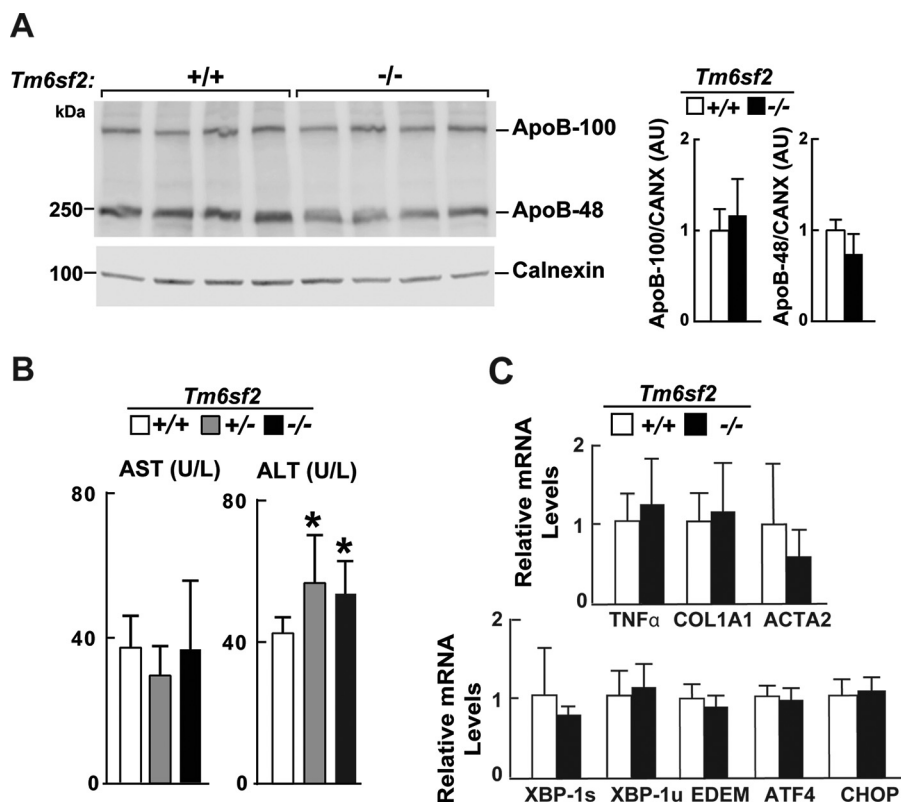 A
Tm6sf2: +/+ -/-
kDa
ApoB-100
250 ApoB-48
100 Calnexin
Tm6sf2
+/+ -/-
ApoB-100/CANX (AU)
2
1
0
ApoB-48/CANX (AU)
2
1
0
B
Tm6sf2
+/+ +/- -/-
AST (U/L)
80
40
0
ALT (U/L)
80
40
0
* *
C
Tm6sf2
+/+ -/-
Relative mRNA
Levels
2
1
0
TNFα COL1A1 ACTA2
Relative mRNA
Levels
2
1
0
XBP-1s XBP-1u EDEM ATF4 CHOP